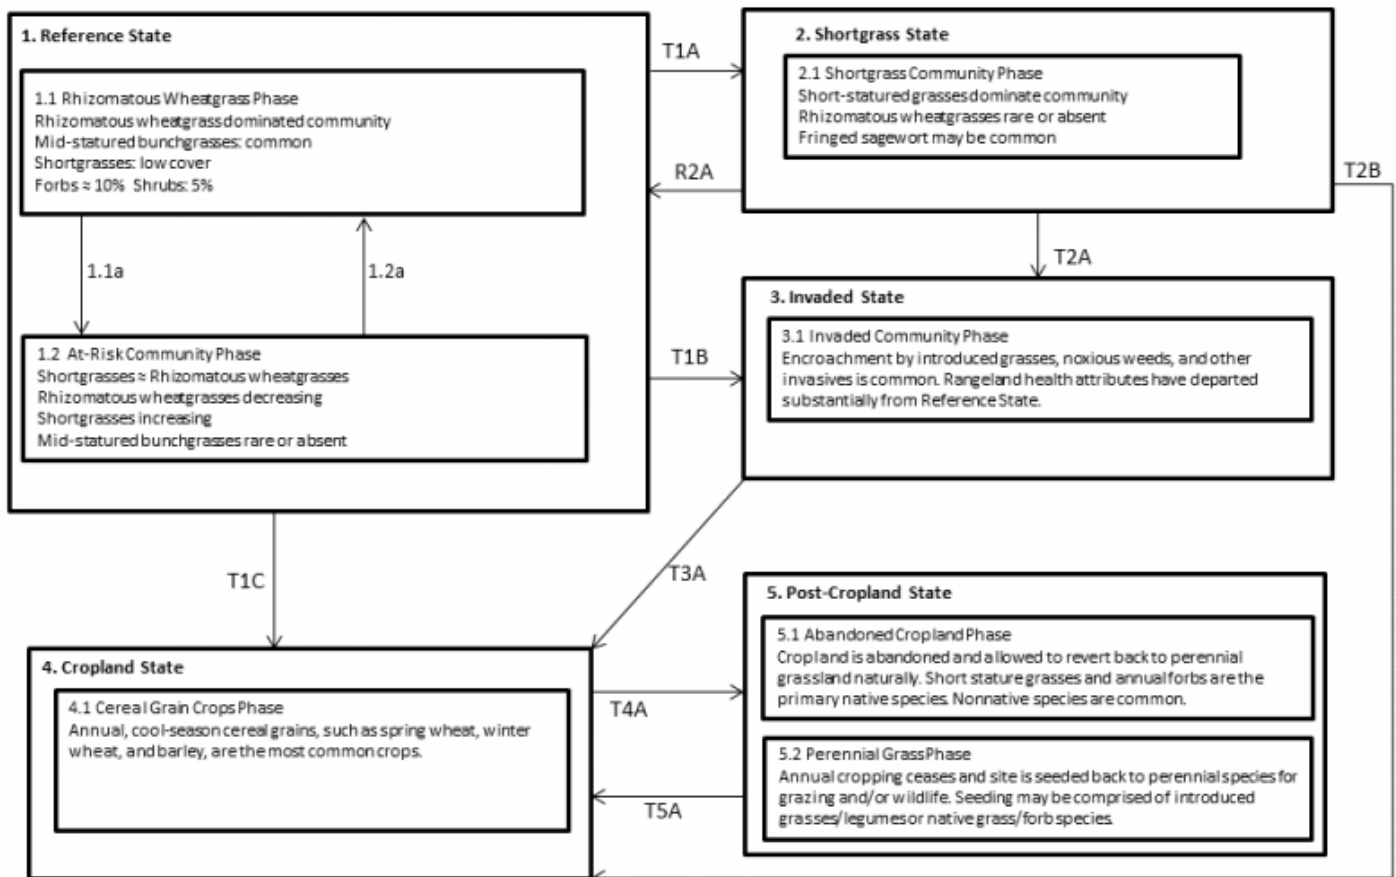 1. Reference State
1.1 Rhizomatous Wheatgrass Phase
Rhizomatous wheatgrass dominated community
Mid-statured bunchgrasses: common
Shortgrasses: low cover
Forbs ≈ 10%  Shrubs: 5%
1.1a
1.2a
1.2  At-Risk Community Phase
Shortgrasses ≈ Rhizomatous wheatgrasses
Rhizomatous wheatgrasses decreasing
Shortgrasses increasing
Mid-statured bunchgrasses rare or absent
T1A
R2A
T1B
2. Shortgrass State
2.1 Shortgrass Community Phase
Short-statured grasses dominate community
Rhizomatous wheatgrasses rare or absent
Fringed sagewort may be common
T2B
T2A
3. Invaded State
3.1 Invaded Community Phase
Encroachment by introduced grasses, noxious weeds, and other
invasives is common. Rangeland health attributes have departed
substantially from Reference State.
T1C
T3A
4. Cropland State
4.1 Cereal Grain Crops Phase
Annual, cool-season cereal grains, such as spring wheat, winter
wheat, and barley, are the most common crops.
T4A
T5A
5. Post-Cropland State
5.1 Abandoned Cropland Phase
Cropland is abandoned and allowed to revert back to perennial
grassland naturally. Short stature grasses and annual forbs are the
primary native species. Nonnative species are common.
5.2 Perennial Grass Phase
Annual cropping ceases and site is seeded back to perennial species for
grazing and/or wildlife. Seeding may be comprised of introduced
grasses/legumes or native grass/forb species.